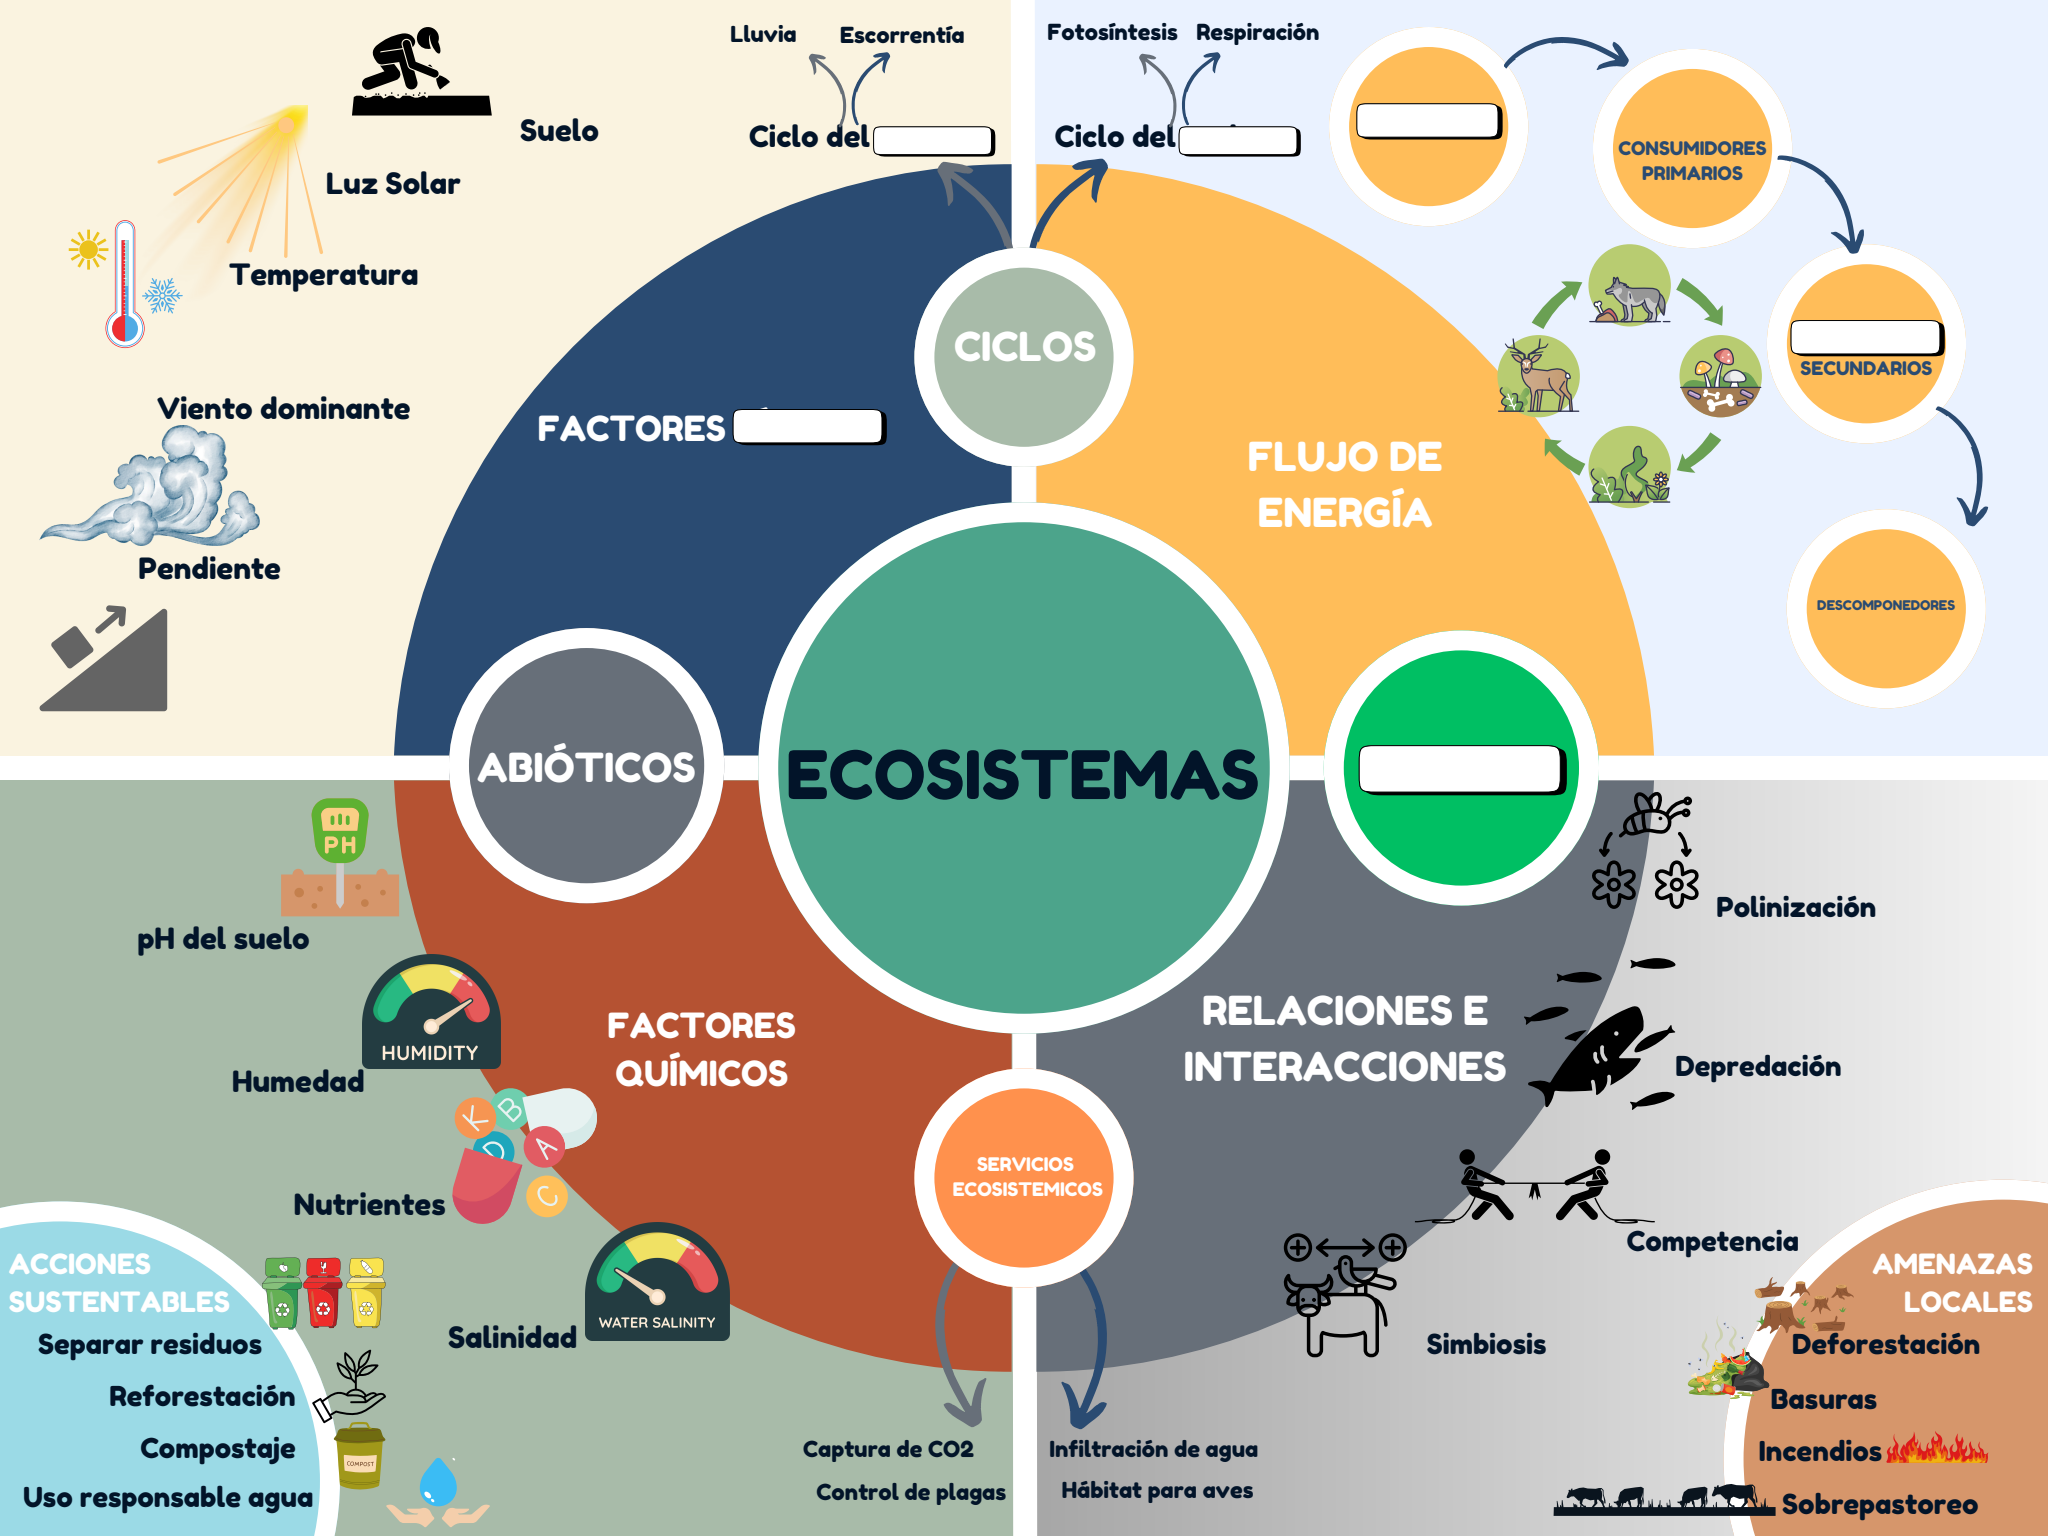 Lluvia
Escorrentía
Ciclo del
Suelo
Luz Solar
Temperatura
Viento dominante
Pendiente
FACTORES
Fotosíntesis
Respiración
Ciclo del
CONSUMIDORES
PRIMARIOS
SECUNDARIOS
DESCOMPONEDORES
CICLOS
FLUJO DE
ENERGÍA
ABIÓTICOS
ECOSISTEMAS
PH
pH del suelo
HUMIDITY
Humedad
K
B
D
A
C
Nutrientes
WATER SALINITY
Salinidad
FACTORES
QUÍMICOS
SERVICIOS
ECOSISTEMICOS
Captura de CO2
Control de plagas
Infiltración de agua
Hábitat para aves
RELACIONES E
INTERACCIONES
Polinización
Depredación
Competencia
Simbiosis
ACCIONES
SUSTENTABLES
Separar residuos
Reforestación
Compostaje
COMPOST
Uso responsable agua
AMENAZAS
LOCALES
Deforestación
Basuras
Incendios
Sobrepastoreo